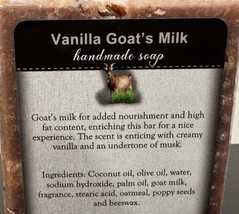 Vanilla Goat's Milk
handmade soap
Goat's milk for added nourishment and high
fat content, enriching this bar for a nice
experience. The scent is enticing with creamy
vanilla and an undertone of musk.
Ingredients: Coconut oil, olive oil, water,
sodium hydroxide, palm oil, goat milk,
fragrance, stearic acid, oatmeal, poppy seeds
and beeswax.